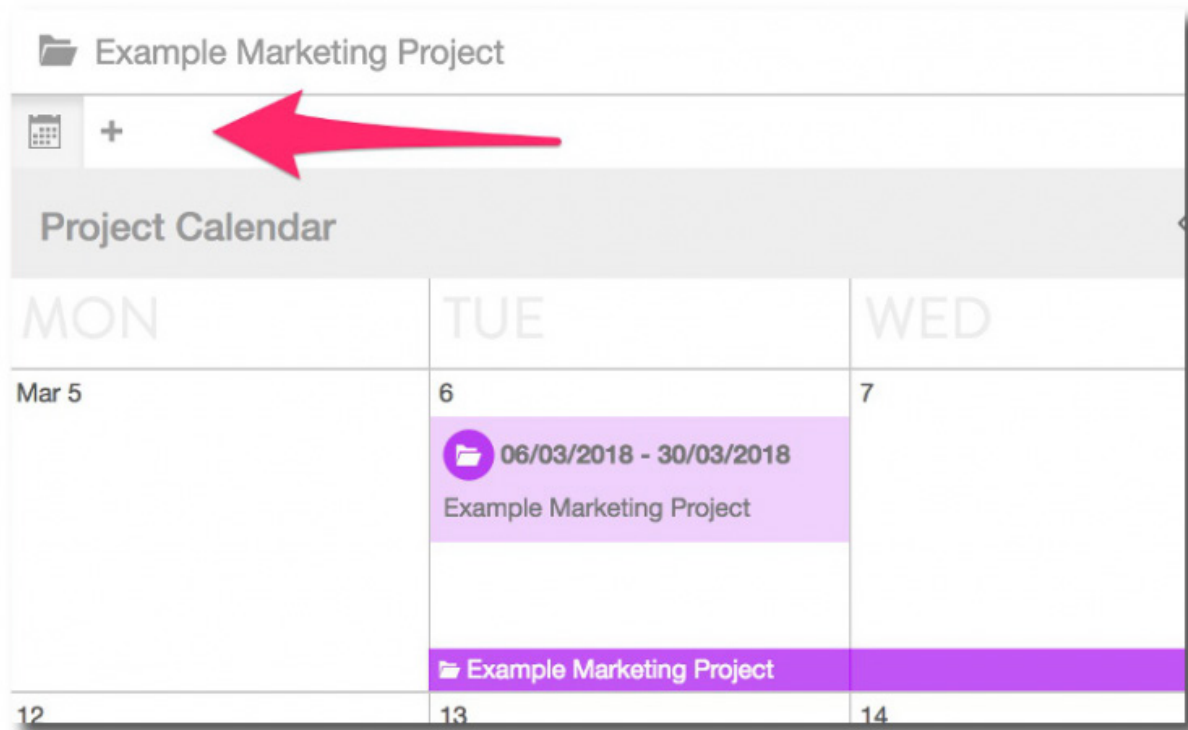 Example Marketing Project
+
Project Calendar
MON TUE WED
Mar 5 6 7
06/03/2018 - 30/03/2018
Example Marketing Project
Example Marketing Project
12 13 14